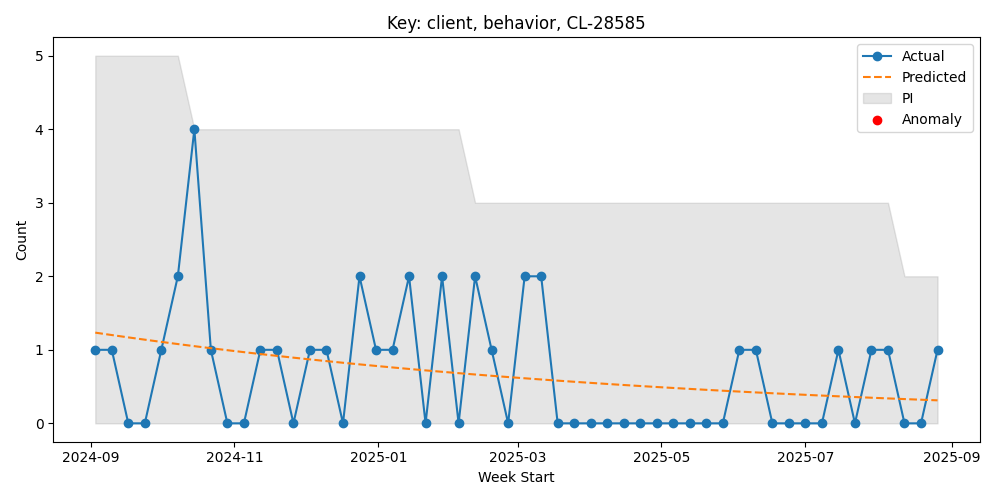 Key: client, behavior, CL-28585
Actual
Predicted
PI
Anomaly
Count
5
4
3
2
1
0
2024-09 2024-11 2025-01 2025-03 2025-05 2025-07 2025-09
Week Start